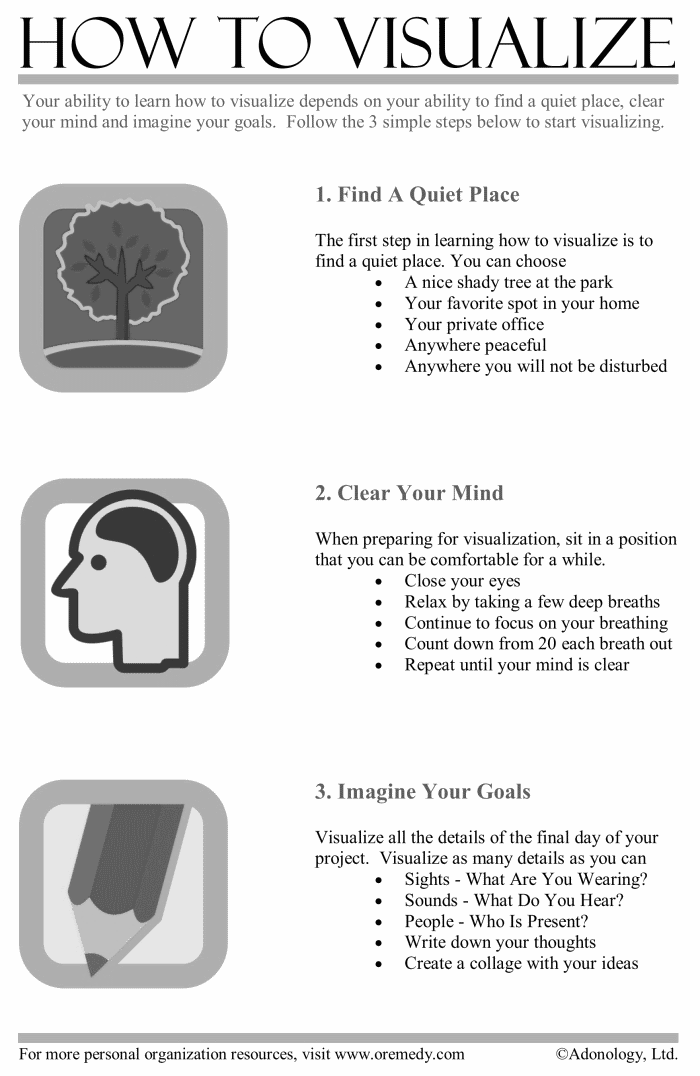 HOW TO VISUALIZE
Your ability to learn how to visualize depends on your ability to find a quiet place, clear
your mind and imagine your goals.  Follow the 3 simple steps below to start visualizing.
1. Find A Quiet Place
The first step in learning how to visualize is to
find a quiet place. You can choose
• A nice shady tree at the park
• Your favorite spot in your home
• Your private office
• Anywhere peaceful
• Anywhere you will not be disturbed
2. Clear Your Mind
When preparing for visualization, sit in a position
that you can be comfortable for a while.
• Close your eyes
• Relax by taking a few deep breaths
• Continue to focus on your breathing
• Count down from 20 each breath out
• Repeat until your mind is clear
3. Imagine Your Goals
Visualize all the details of the final day of your
project.  Visualize as many details as you can
• Sights - What Are You Wearing?
• Sounds - What Do You Hear?
• People - Who Is Present?
• Write down your thoughts
• Create a collage with your ideas
For more personal organization resources, visit www.oremedy.com ©Adonology, Ltd.